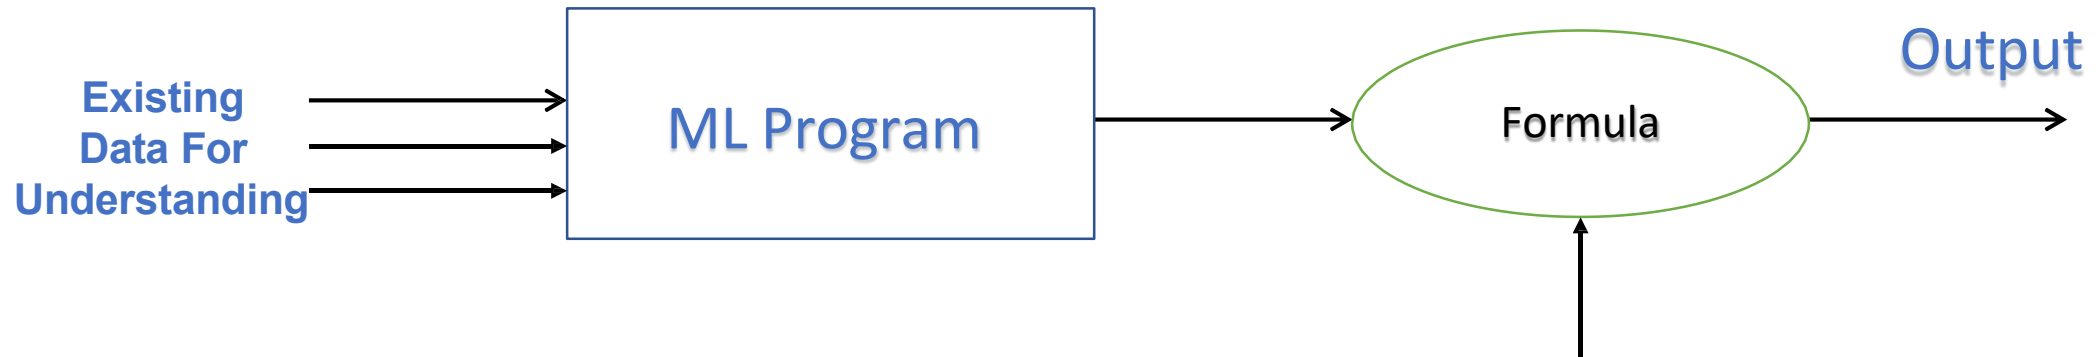 Existing
Data For
Understanding
ML Program
Formula
Output